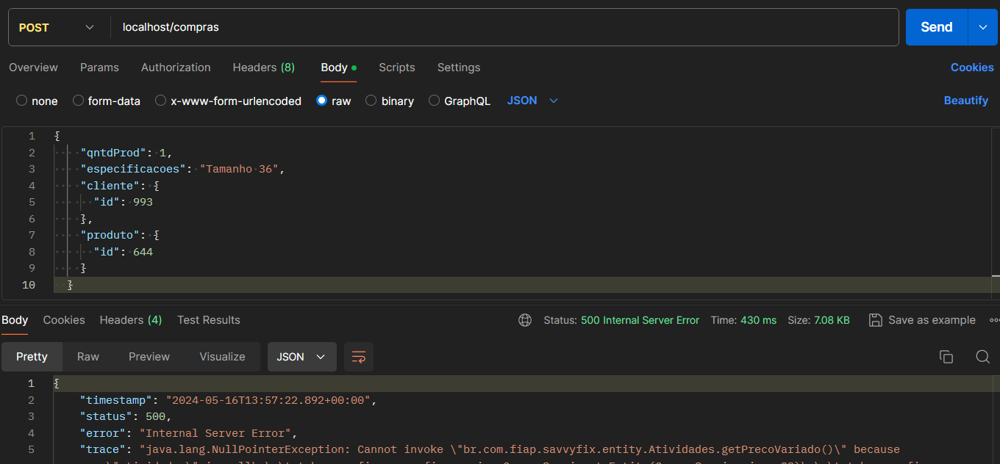 POST localhost/compras Send
Overview Params Authorization Headers (8) Body Scripts Settings Cookies
none form-data x-www-form-urlencoded raw binary GraphQL JSON Beautify
1 {
2 "qntdProd": 1,
3 "especificacoes": "Tamanho 36",
4 "cliente": {
5 "id": 993
6 },
7 "produto": {
8 "id": 644
9 }
10 }
Body Cookies Headers (4) Test Results Status: 500 Internal Server Error Time: 430 ms Size: 7.08 KB Save as example
Pretty Raw Preview Visualize JSON
1 {
2 "timestamp": "2024-05-16T13:57:22.892+00:00",
3 "status": 500,
4 "error": "Internal Server Error",
5 "trace": "java.lang.NullPointerException: Cannot invoke \"br.com.fiap.savvyfix.entity.Atividades.getPrecoVariado()\" because